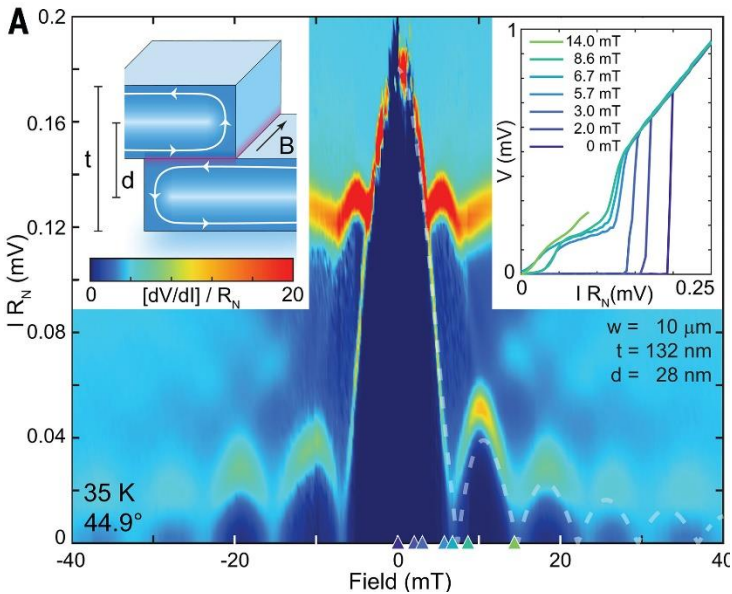 A
t
d
B
0
20
[dV/dI] / R_N
0.2
0.16
0.12
0.08
0.04
0
I R_N (mV)
1
0
V (mV)
14.0 mT
8.6 mT
6.7 mT
5.7 mT
3.0 mT
2.0 mT
0 mT
0
0.25
I R_N(mV)
w = 10 μm
t = 132 nm
d = 28 nm
35 K
44.9°
-40
-20
0
20
40
Field (mT)